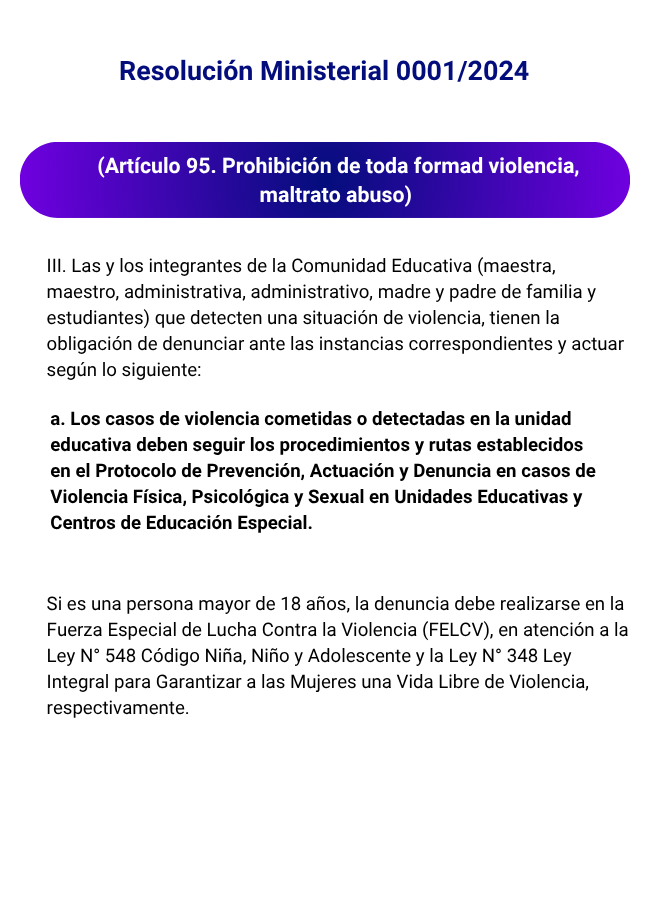 Resolución Ministerial 0001/2024
(Artículo 95. Prohibición de toda formad violencia,
maltrato abuso)
III. Las y los integrantes de la Comunidad Educativa (maestra,
maestro, administrativa, administrativo, madre y padre de familia y
estudiantes) que detecten una situación de violencia, tienen la
obligación de denunciar ante las instancias correspondientes y actuar
según lo siguiente:
a. Los casos de violencia cometidas o detectadas en la unidad
educativa deben seguir los procedimientos y rutas establecidos
en el Protocolo de Prevención, Actuación y Denuncia en casos de
Violencia Física, Psicológica y Sexual en Unidades Educativas y
Centros de Educación Especial.
Si es una persona mayor de 18 años, la denuncia debe realizarse en la
Fuerza Especial de Lucha Contra la Violencia (FELCV), en atención a la
Ley N° 548 Código Niña, Niño y Adolescente y la Ley N° 348 Ley
Integral para Garantizar a las Mujeres una Vida Libre de Violencia,
respectivamente.